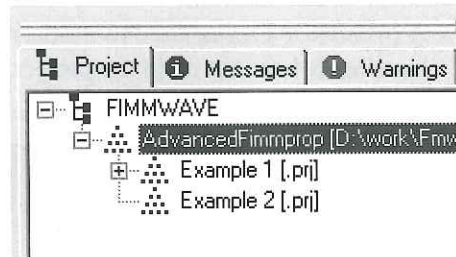 Project Messages Warnings
FIMMWAVE
AdvancedFimmprop [D:\work\Fmw
Example 1 [.prj]
Example 2 [.prj]